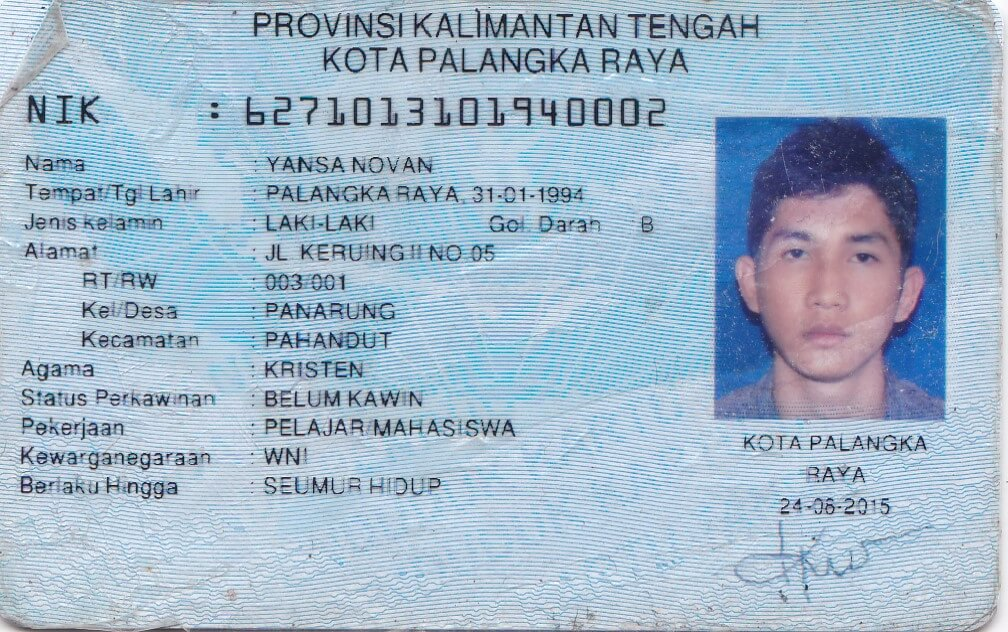 PROVINSI KALIMANTAN TENGAH
KOTA PALANGKA RAYA
NIK : 6271013101940002
Nama : YANSA NOVAN
Tempat/Tgl Lahir : PALANGKA RAYA, 31-01-1994
Jenis kelamin : LAKI-LAKI Gol. Darah B
Alamat : JL KERUING II NO 05
RT/RW : 003/001
Kel/Desa : PANARUNG
Kecamatan : PAHANDUT
Agama : KRISTEN
Status Perkawinan : BELUM KAWIN
Pekerjaan : PELAJAR/MAHASISWA
Kewarganegaraan : WNI
Berlaku Hingga : SEUMUR HIDUP
KOTA PALANGKA
RAYA
24-08-2015